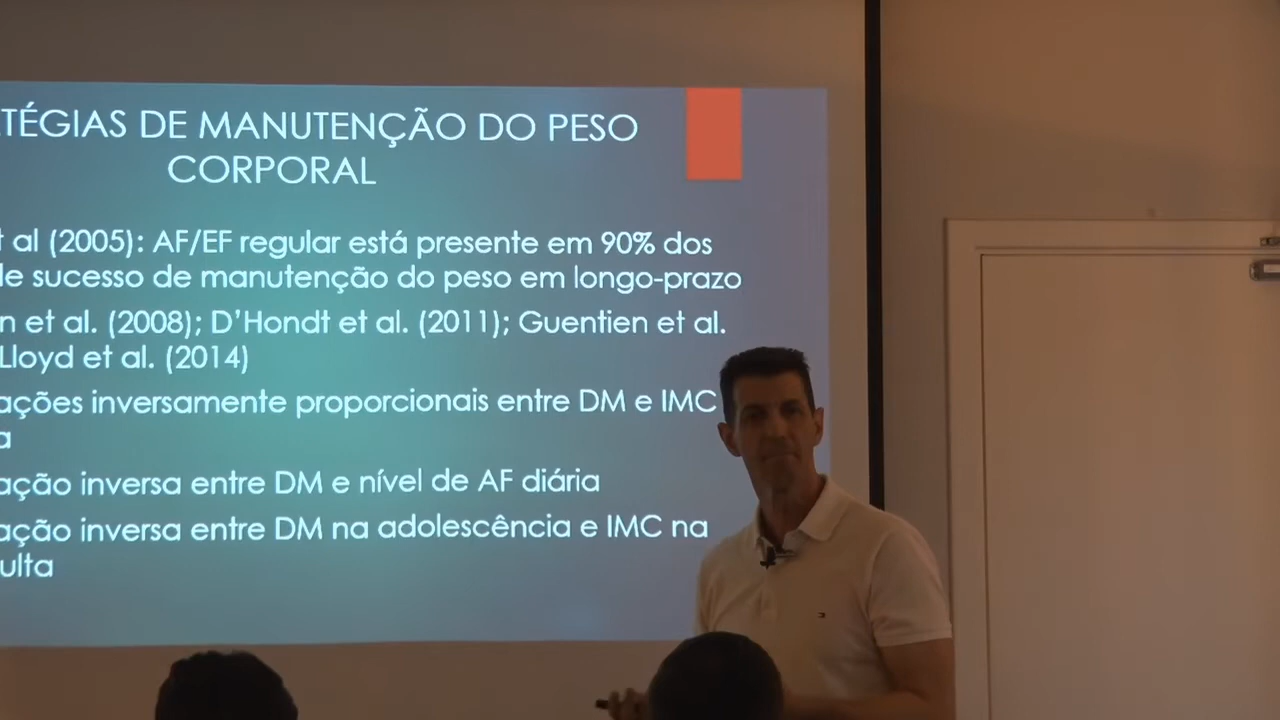 TÉGIAS DE MANUTENÇÃO DO PESO
CORPORAL
t al (2005): AF/EF regular está presente em 90% dos
de sucesso de manutenção do peso em longo-prazo
n et al. (2008); D’Hondt et al. (2011); Guentien et al.
Lloyd et al. (2014)
ações inversamente proporcionais entre DM e IMC
a
ação inversa entre DM e nível de AF diária
ação inversa entre DM na adolescência e IMC na
ulta